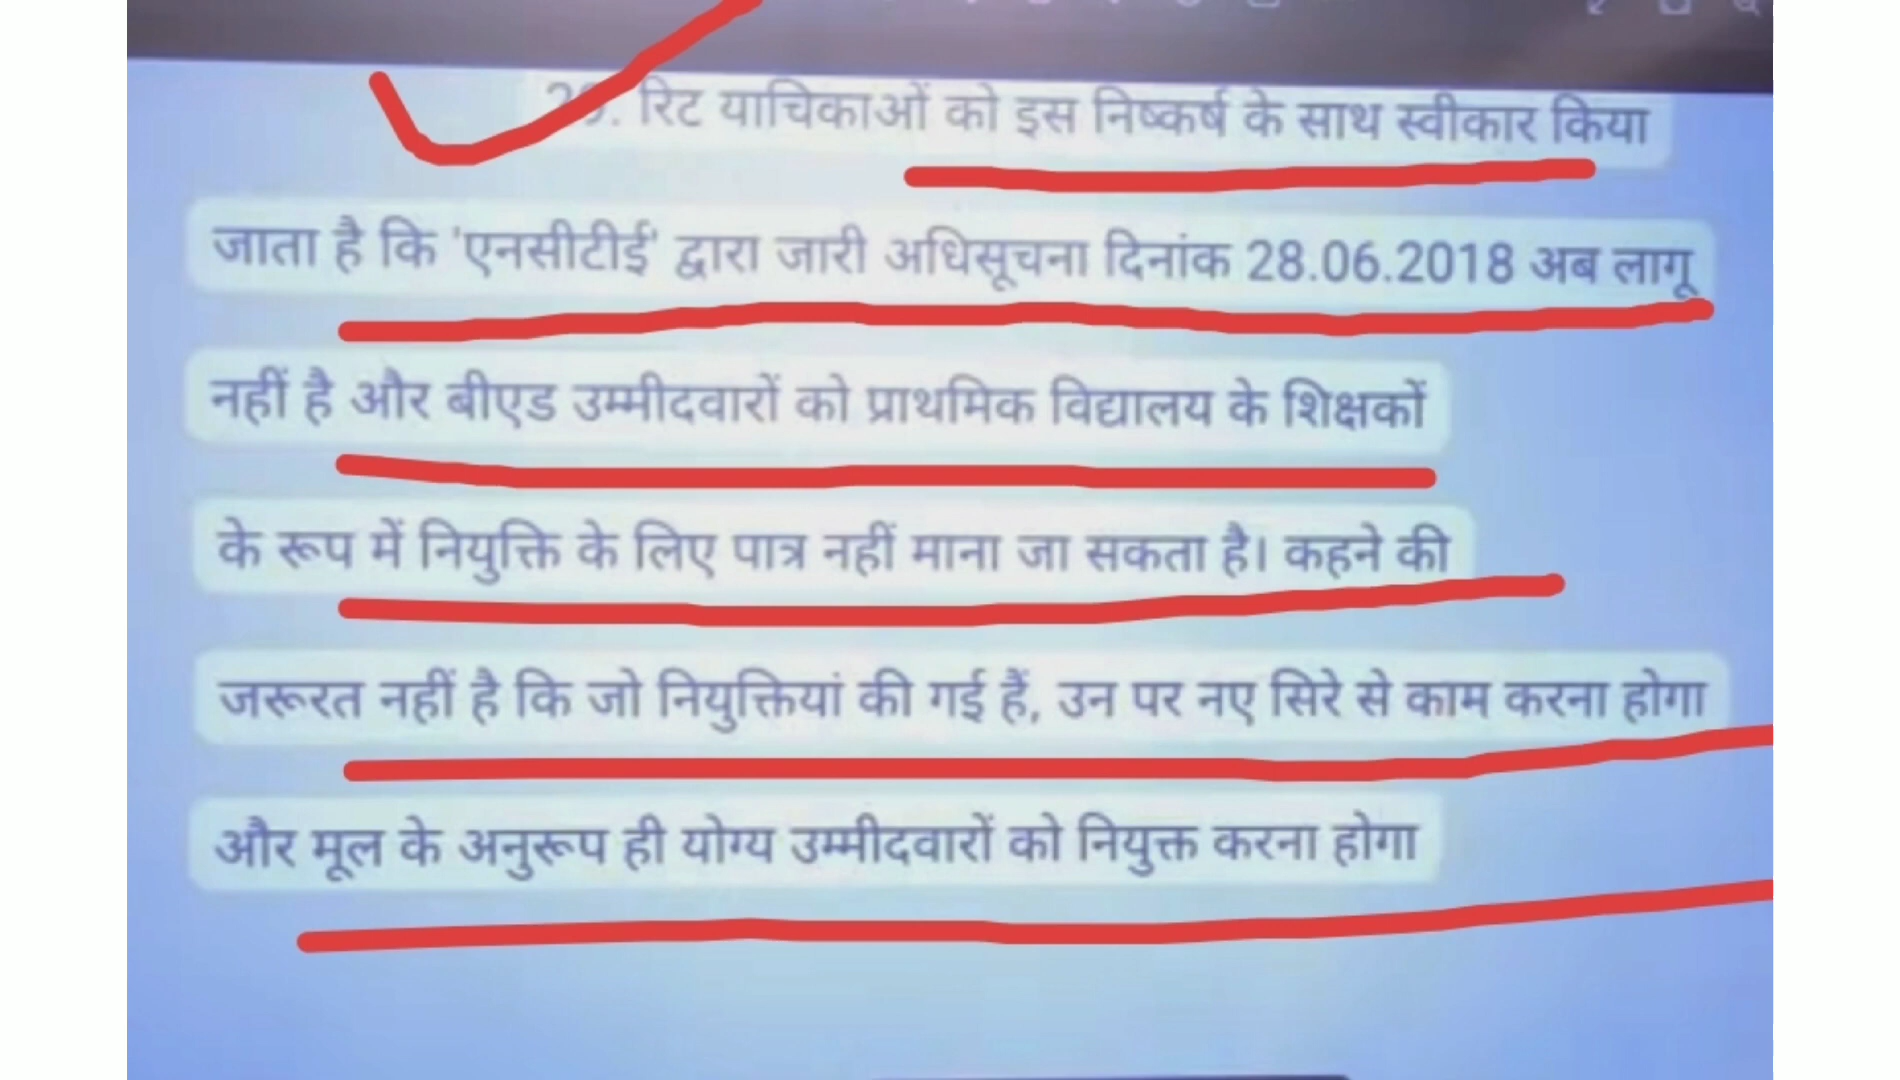 रिट याचिकाओं को इस निष्कर्ष के साथ स्वीकार किया
जाता है कि 'एनसीटीई' द्वारा जारी अधिसूचना दिनांक 28.06.2018 अब लागू
नहीं है और बीएड उम्मीदवारों को प्राथमिक विद्यालय के शिक्षकों
के रूप में नियुक्ति के लिए पात्र नहीं माना जा सकता है। कहने की
जरूरत नहीं है कि जो नियुक्तियां की गई हैं, उन पर नए सिरे से काम करना होगा
और मूल के अनुरूप ही योग्य उम्मीदवारों को नियुक्त करना होगा